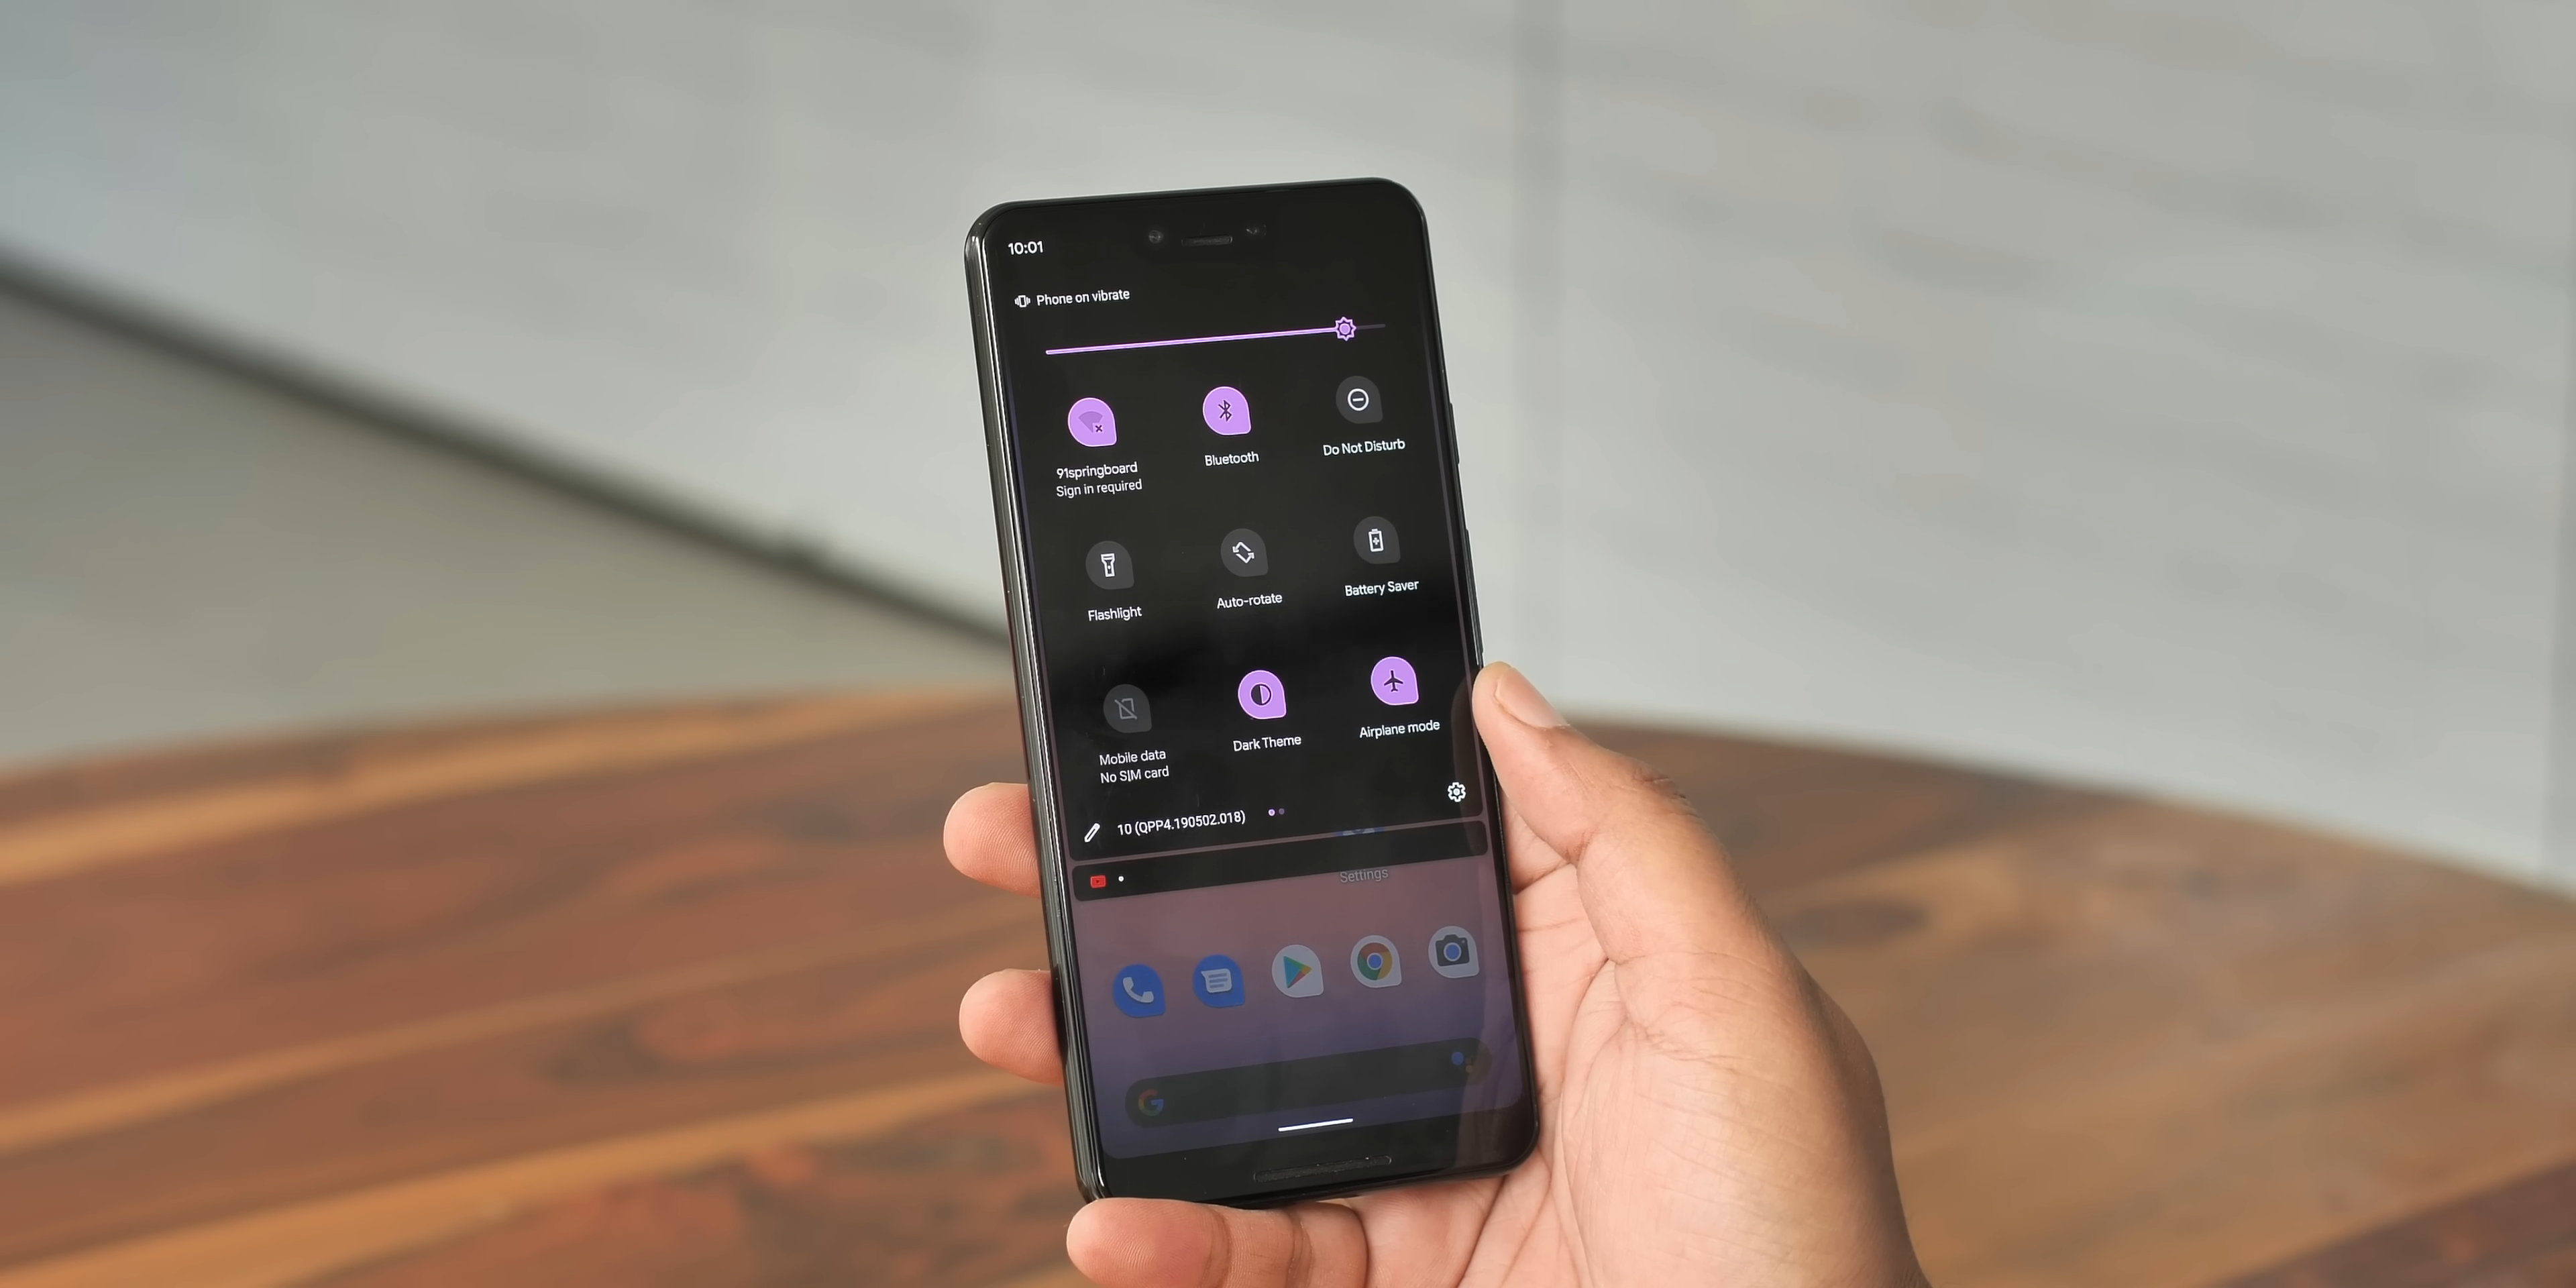 10:01
Phone on vibrate
91springboard
Sign in required
Bluetooth
Do Not Disturb
Flashlight
Auto-rotate
Battery Saver
Mobile data
No SIM card
Dark Theme
Airplane mode
10 (QPP4.190502.018)
Settings
G